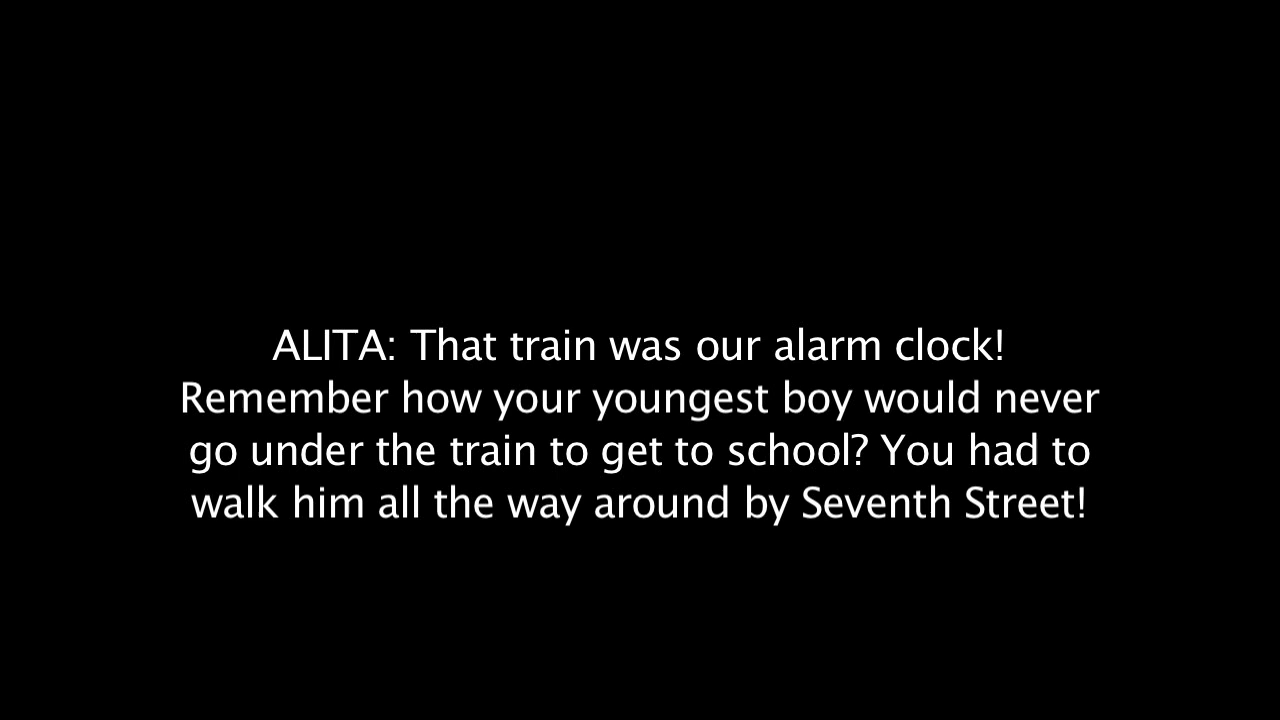 ALITA: That train was our alarm clock!
Remember how your youngest boy would never
go under the train to get to school? You had to
walk him all the way around by Seventh Street!